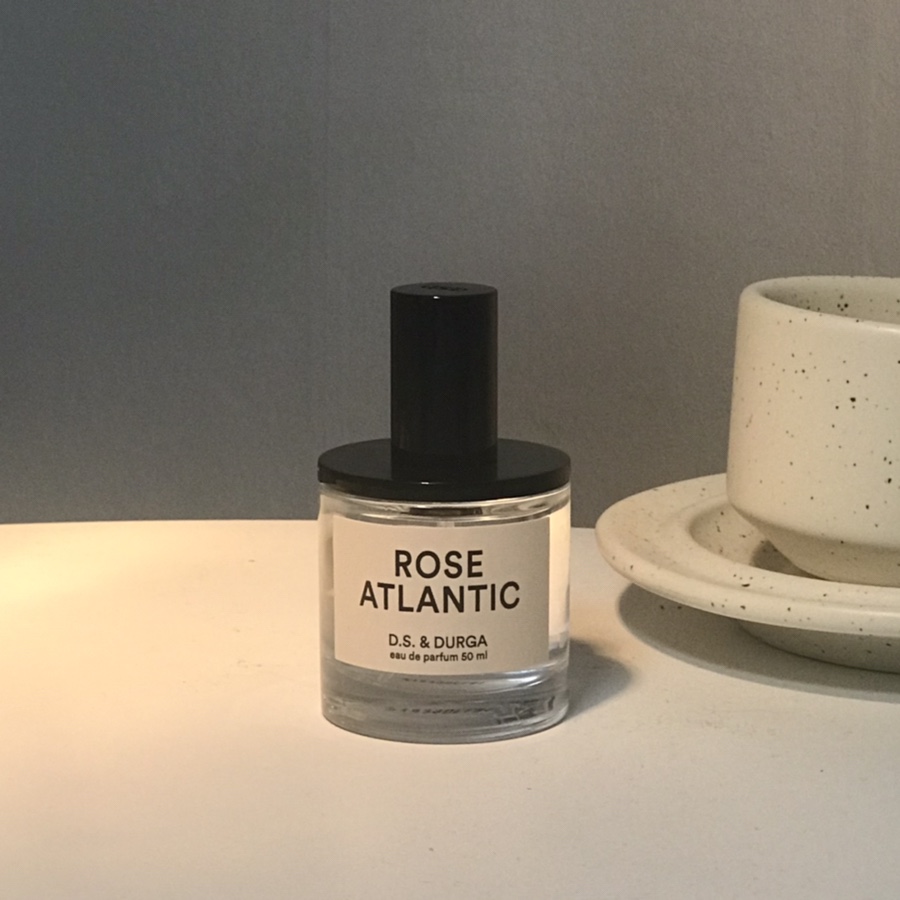 ROSE
ATLANTIC
D.S. & DURGA
eau de parfum 50 ml